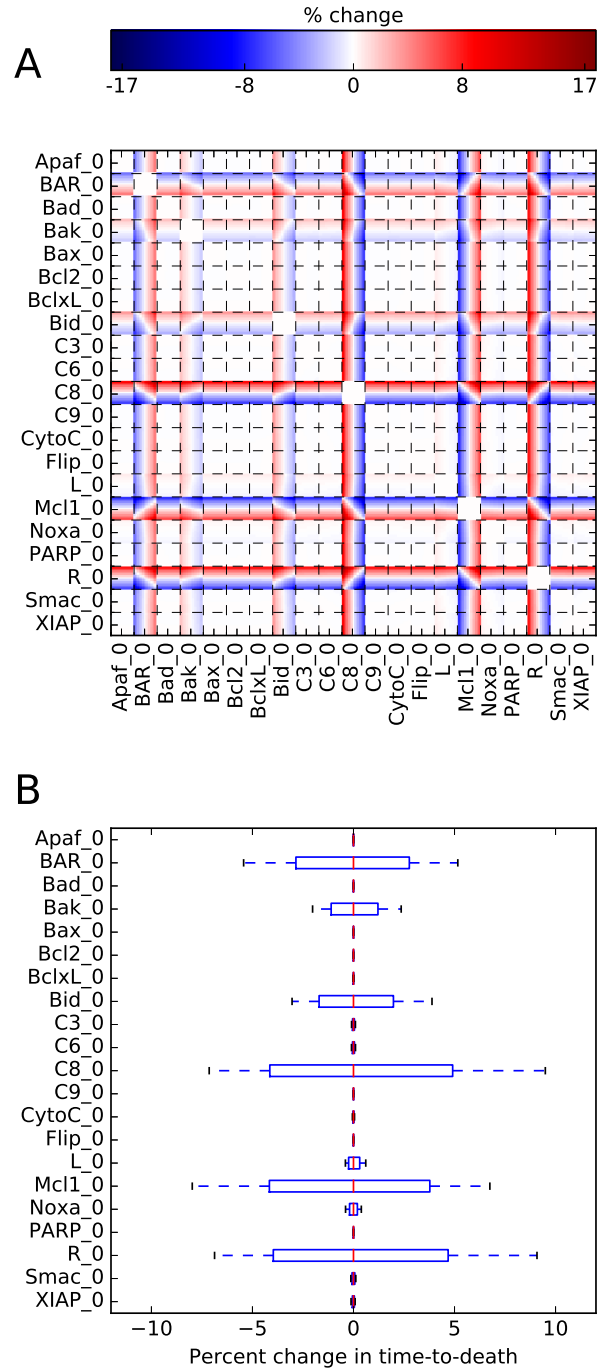 % change
A
-17 -8 0 8 17
Apaf_0
BAR_0
Bad_0
Bak_0
Bax_0
Bcl2_0
BclxL_0
Bid_0
C3_0
C6_0
C8_0
C9_0
CytoC_0
Flip_0
L_0
Mcl1_0
Noxa_0
PARP_0
R_0
Smac_0
XIAP_0
Apaf_0
BAR_0
Bad_0
Bak_0
Bax_0
Bcl2_0
BclxL_0
Bid_0
C3_0
C6_0
C8_0
C9_0
CytoC_0
Flip_0
L_0
Mcl1_0
Noxa_0
PARP_0
R_0
Smac_0
XIAP_0
B
Apaf_0
BAR_0
Bad_0
Bak_0
Bax_0
Bcl2_0
BclxL_0
Bid_0
C3_0
C6_0
C8_0
C9_0
CytoC_0
Flip_0
L_0
Mcl1_0
Noxa_0
PARP_0
R_0
Smac_0
XIAP_0
−10 −5 0 5 10
Percent change in time-to-death